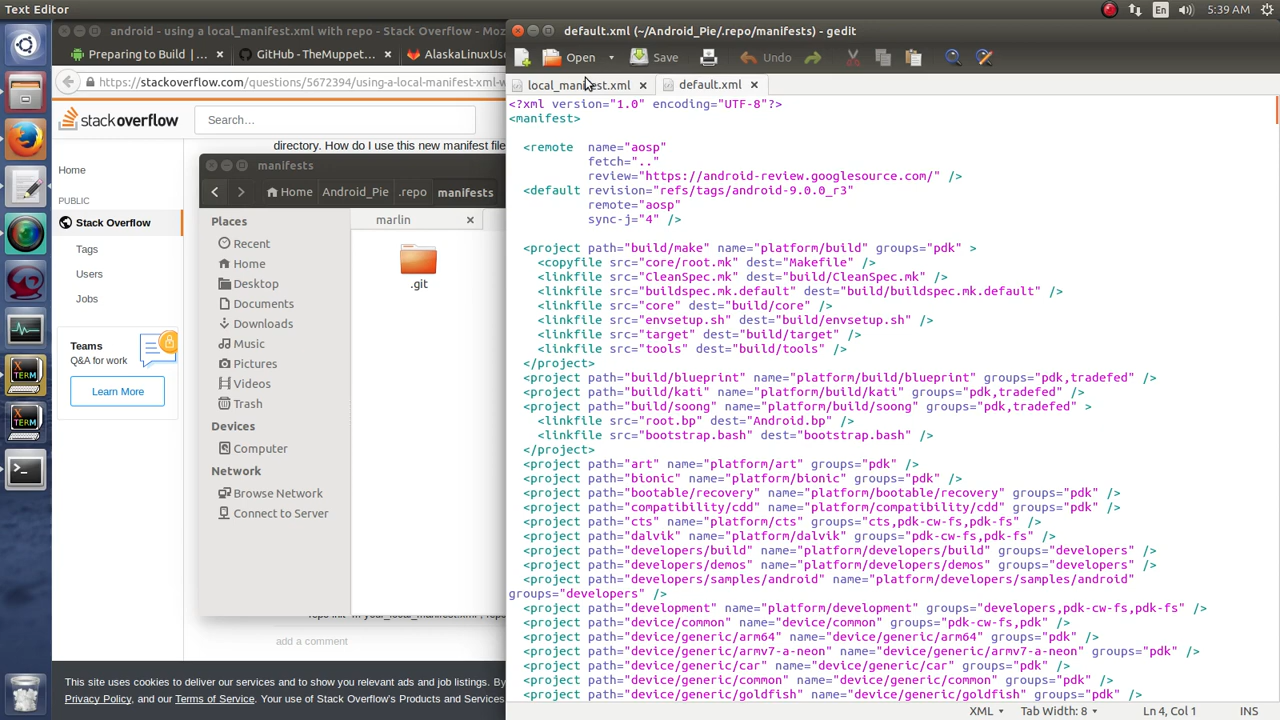 Text Editor
En
5:39 AM
android - using a local_manifest.xml with repo - Stack Overflow - Moz
Preparing to Build |
GitHub - TheMuppet
AlaskaLinuxUse
https://stackoverflow.com/questions/5672394/using-a-local-manifest-xml-w
stackoverflow
Search…
Home
PUBLIC
Stack Overflow
Tags
Users
Jobs
Teams
Q&A for work
Learn More
directory. How do I use this new manifest file
manifests
Home
Android_Pie
.repo
manifests
Places
Recent
Home
Desktop
Documents
Downloads
Music
Pictures
Videos
Trash
Devices
Computer
Network
Browse Network
Connect to Server
marlin
.git
add a comment
This site uses cookies to deliver our services and to show you relevant ads and job listings. B
Privacy Policy, and our Terms of Service. Your use of Stack Overflow's Products and Services
default.xml (~/Android_Pie/.repo/manifests) - gedit
Open
Save
Undo
local_manifest.xml
default.xml
<?xml version="1.0" encoding="UTF-8"?>
<manifest>
<remote name="aosp"
fetch=".."
review="https://android-review.googlesource.com/" />
<default revision="refs/tags/android-9.0.0_r3"
remote="aosp"
sync-j="4" />
<project path="build/make" name="platform/build" groups="pdk" >
<copyfile src="core/root.mk" dest="Makefile" />
<linkfile src="CleanSpec.mk" dest="build/CleanSpec.mk" />
<linkfile src="buildspec.mk.default" dest="build/buildspec.mk.default" />
<linkfile src="core" dest="build/core" />
<linkfile src="envsetup.sh" dest="build/envsetup.sh" />
<linkfile src="target" dest="build/target" />
<linkfile src="tools" dest="build/tools" />
</project>
<project path="build/blueprint" name="platform/build/blueprint" groups="pdk,tradefed" />
<project path="build/kati" name="platform/build/kati" groups="pdk,tradefed" />
<project path="build/soong" name="platform/build/soong" groups="pdk,tradefed" >
<linkfile src="root.bp" dest="Android.bp" />
<linkfile src="bootstrap.bash" dest="bootstrap.bash" />
</project>
<project path="art" name="platform/art" groups="pdk" />
<project path="bionic" name="platform/bionic" groups="pdk" />
<project path="bootable/recovery" name="platform/bootable/recovery" groups="pdk" />
<project path="compatibility/cdd" name="platform/compatibility/cdd" groups="pdk" />
<project path="cts" name="platform/cts" groups="cts,pdk-cw-fs,pdk-fs" />
<project path="dalvik" name="platform/dalvik" groups="pdk-cw-fs,pdk-fs" />
<project path="developers/build" name="platform/developers/build" groups="developers" />
<project path="developers/demos" name="platform/developers/demos" groups="developers" />
<project path="developers/samples/android" name="platform/developers/samples/android"
groups="developers" />
<project path="development" name="platform/development" groups="developers,pdk-cw-fs,pdk-fs" />
<project path="device/common" name="device/common" groups="pdk-cw-fs,pdk" />
<project path="device/generic/arm64" name="device/generic/arm64" groups="pdk" />
<project path="device/generic/armv7-a-neon" name="device/generic/armv7-a-neon" groups="pdk" />
<project path="device/generic/car" name="device/generic/car" groups="pdk" />
<project path="device/generic/common" name="device/generic/common" groups="pdk" />
<project path="device/generic/goldfish" name="device/generic/goldfish" groups="pdk" />
XML
Tab Width: 8
Ln 4, Col 1
INS